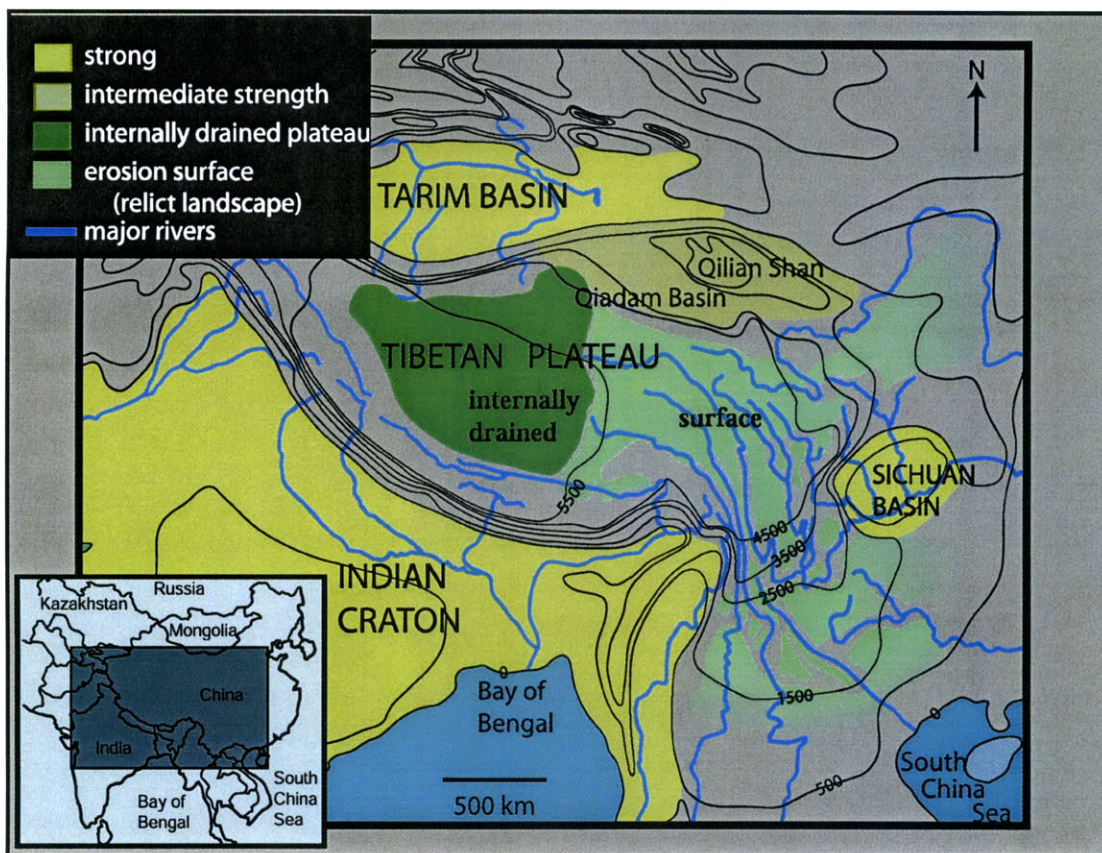 strong
intermediate strength
internally drained plateau
erosion surface
(relict landscape)
major rivers
N
TARIM BASIN
Qilian Shan
Qiadam Basin
TIBETAN PLATEAU
internally
drained
surface
SICHUAN
BASIN
5500
4500
3500
2500
INDIAN
CRATON
1500
0
0
500
Bay of
Bengal
500 km
South
China
Sea
Russia
Kazakhstan
Mongolia
China
India
Bay of
Bengal
South
China
Sea